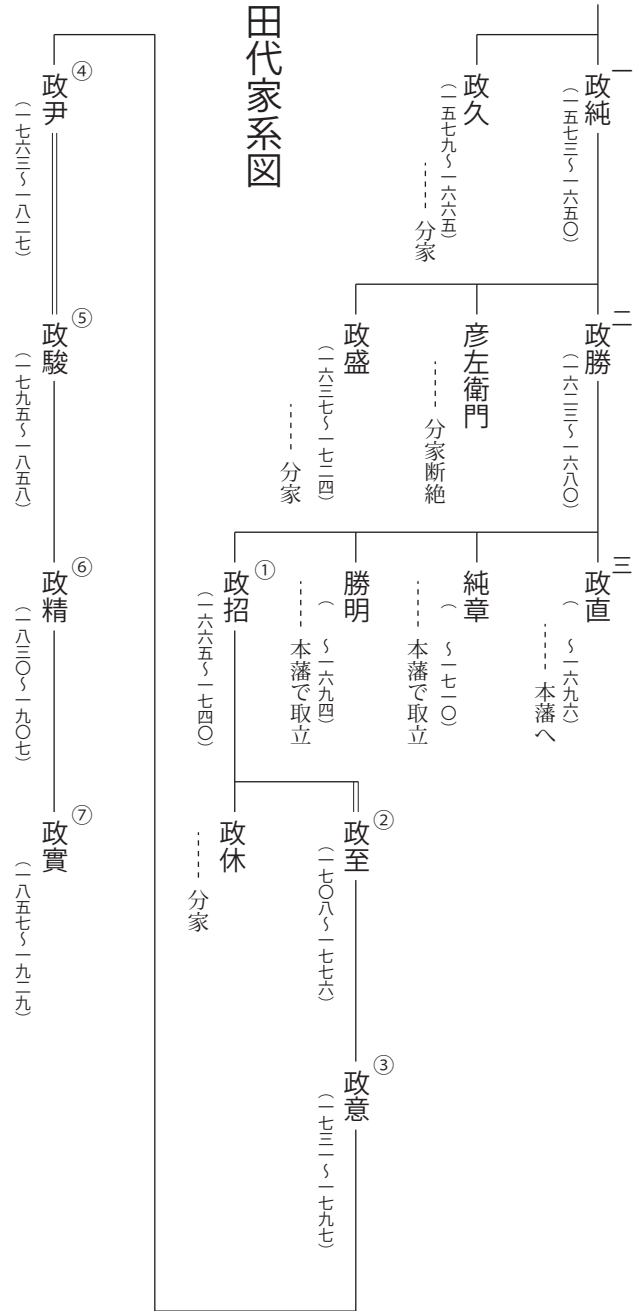 田代家系図
一
政純
(一五七三〜一六五〇)
政久
(一五七九〜一六六五)
分家
二
政勝
(一六二三〜一六八〇)
彦左衛門
分家断絶
政盛
(一六三七〜一七二四)
分家
三
政直
( 〜一六九六)
本藩へ
純章
( 〜一七一〇)
本藩で取立
勝明
( 〜一六九四)
本藩で取立
①
政招
(一六六五〜一七四〇)
②
政至
(一七〇八〜一七七六)
政休
分家
③
政意
(一七三一〜一七九七)
④
政尹
(一七六三〜一八二七)
⑤
政駿
(一七九五〜一八五八)
⑥
政精
(一八三〇〜一九〇七)
⑦
政實
(一八五七〜一九二九)